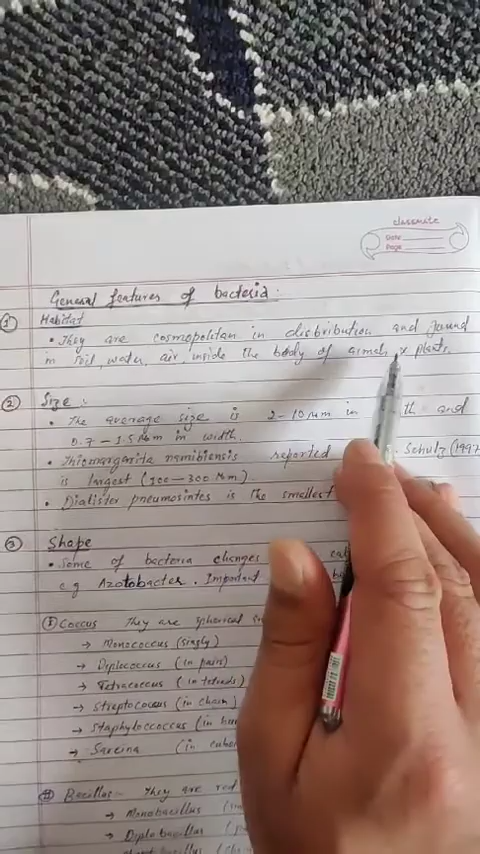 classmate
Date
Page
General features of bacteria:
① Habitat
• They are cosmopolitan in distribution and found
in soil, water, air, inside the body of & plants.
② Size:
• The average size is 2-10 μm in th and
0.7 - 1.5 μm in width.
• Thiomargarita namibiensis reported Schulz (1997
is largest (100-300 μm).
• Dialister pneumosintes is the smallest
③ Shape
• Some of bacteria changes
e.g Azotobacter. Important
① Coccus They are spherical
→ Monococcus (singly)
→ Diplococcus (in pairs)
→ Tetracoccus (in tetrads)
→ Streptococcus (in chain)
→ Staphylococcus (in
→ Sarcina (in
② Bacillus- They are rod
→ Monobacillus
→ Diplobacillus